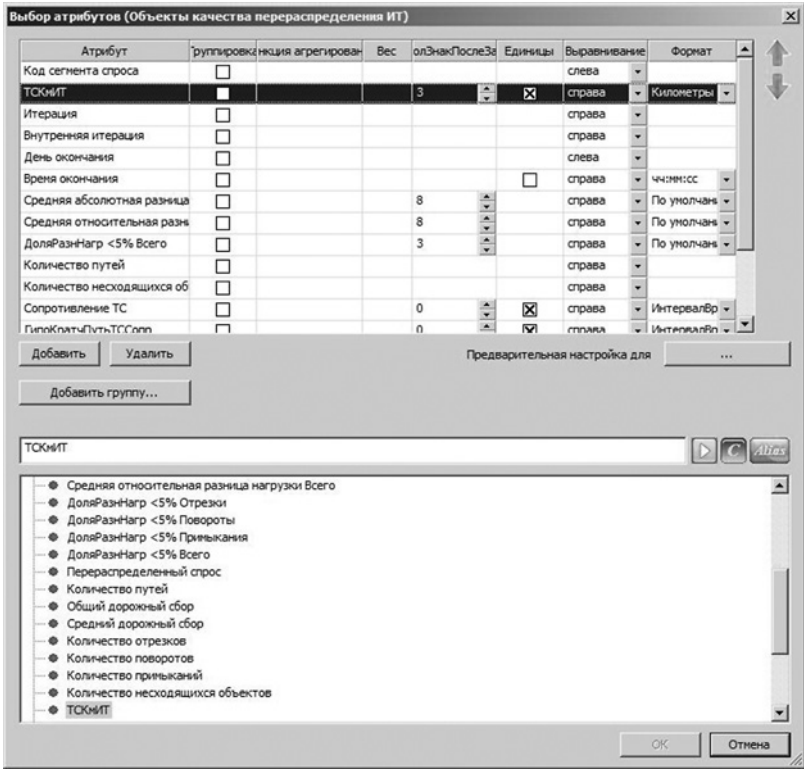 Выбор атрибутов (Объекты качества перераспределения ИТ)
Атрибут Группировка нкция агрегирован Вес олЗнакПослеЗа Единицы Выравнивание Формат
Код сегмента спроса слева
ТСКмИТ 3 справа Километры
Итерация справа
Внутренняя итерация справа
День окончания слева
Время окончания справа чч:мм:сс
Средняя абсолютная разница 8 справа По умолчан
Средняя относительная разн 8 справа По умолчан
ДоляРазнНагр <5% Всего 3 справа По умолчан
Количество путей справа
Количество несходящихся об справа
Сопротивление ТС 0 справа ИнтервалВр
0 справа ИнтервалВр
Добавить Удалить Предварительная настройка для ...
Добавить группу...
ТСКмИТ C Alias
Средняя относительная разница нагрузки Всего
ДоляРазнНагр <5% Отрезки
ДоляРазнНагр <5% Повороты
ДоляРазнНагр <5% Примыкания
ДоляРазнНагр <5% Всего
Перераспределенный спрос
Количество путей
Общий дорожный сбор
Средний дорожный сбор
Количество отрезков
Количество поворотов
Количество примыканий
Количество несходящихся объектов
ТСКмИТ
OK Отмена